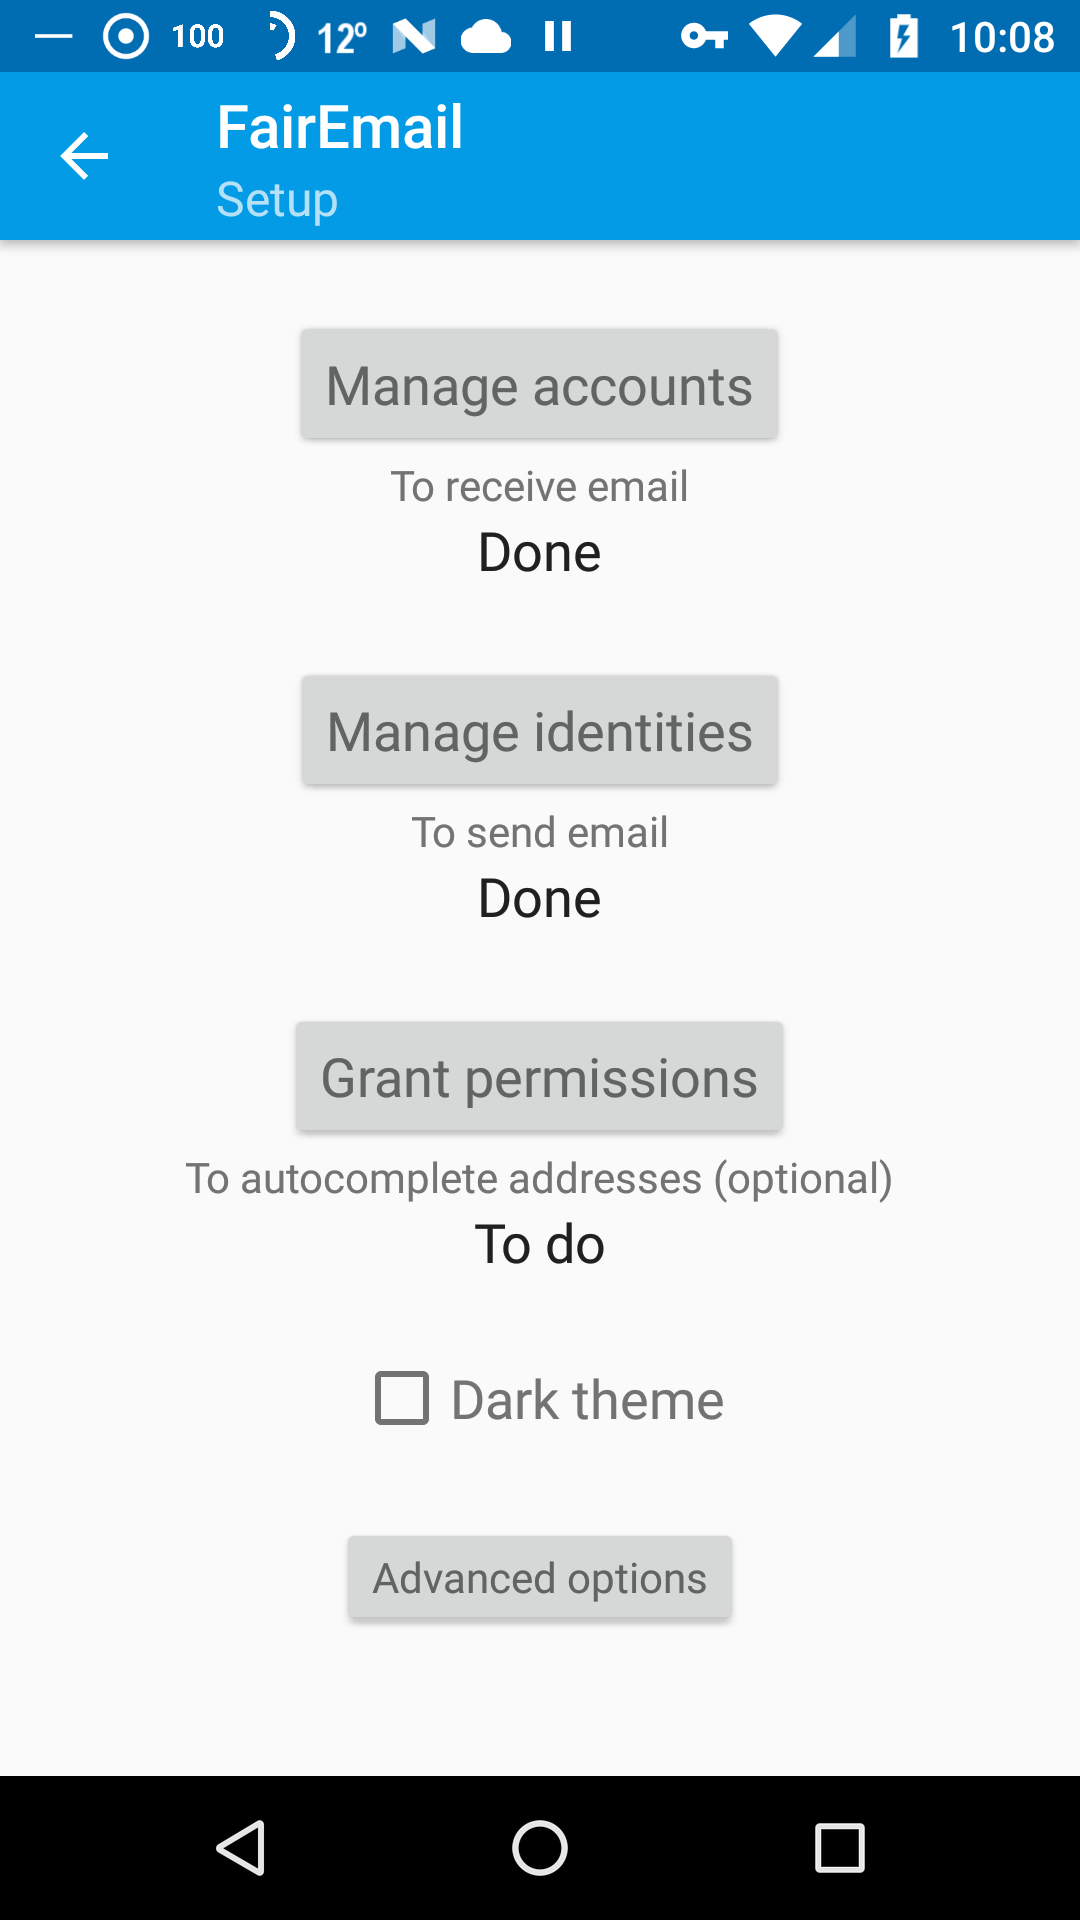 100 12° 10:08
FairEmail
Setup
Manage accounts
To receive email
Done
Manage identities
To send email
Done
Grant permissions
To autocomplete addresses (optional)
To do
Dark theme
Advanced options